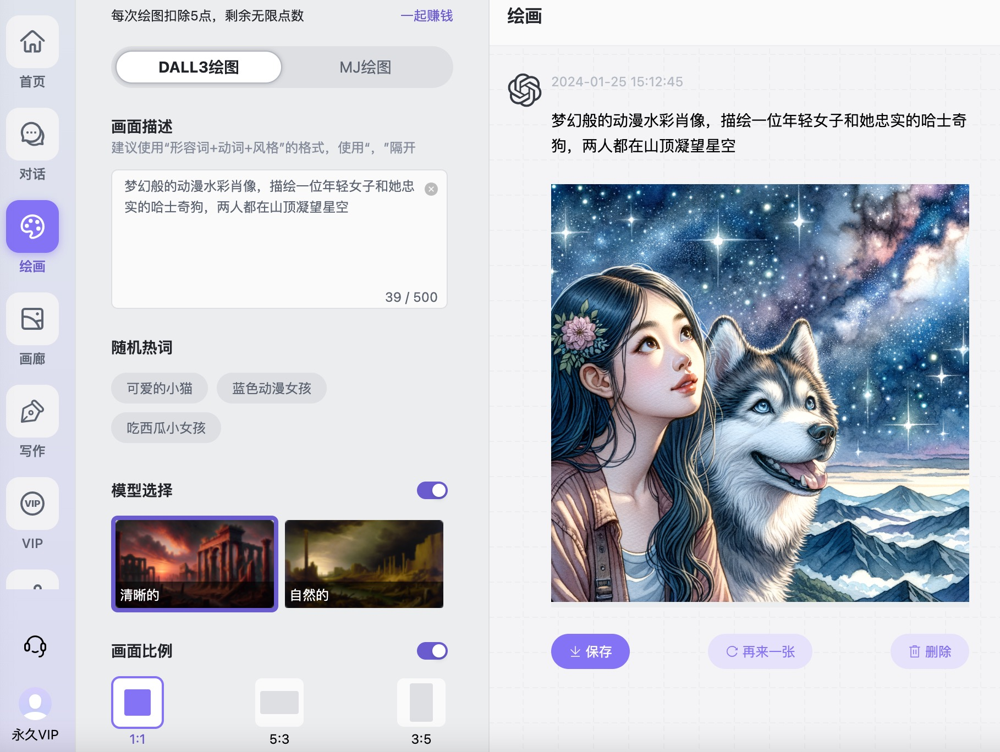 首页
对话
绘画
画廊
写作
VIP
VIP
永久VIP
每次绘图扣除5点，剩余无限点数
一起赚钱
DALL3绘图
MJ绘图
画面描述
建议使用“形容词+动词+风格”的格式，使用“，”隔开
梦幻般的动漫水彩肖像，描绘一位年轻女子和她忠
实的哈士奇狗，两人都在山顶凝望星空
39 / 500
随机热词
可爱的小猫
蓝色动漫女孩
吃西瓜小女孩
模型选择
清晰的
自然的
画面比例
1:1
5:3
3:5
绘画
2024-01-25 15:12:45
梦幻般的动漫水彩肖像，描绘一位年轻女子和她忠实的哈士奇
狗，两人都在山顶凝望星空
保存
再来一张
删除